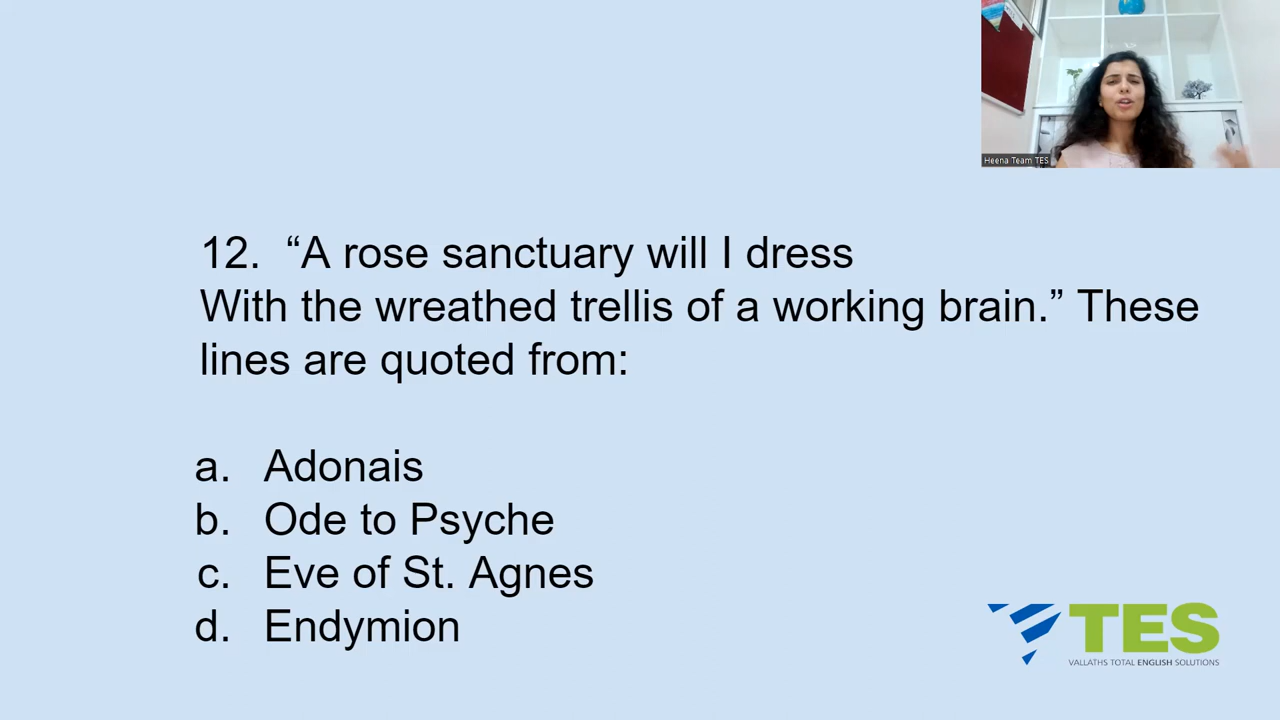 Heena Team TES
12. “A rose sanctuary will I dress
With the wreathed trellis of a working brain.” These
lines are quoted from:
a. Adonais
b. Ode to Psyche
c. Eve of St. Agnes
d. Endymion
TES
VALLATHS TOTAL ENGLISH SOLUTIONS